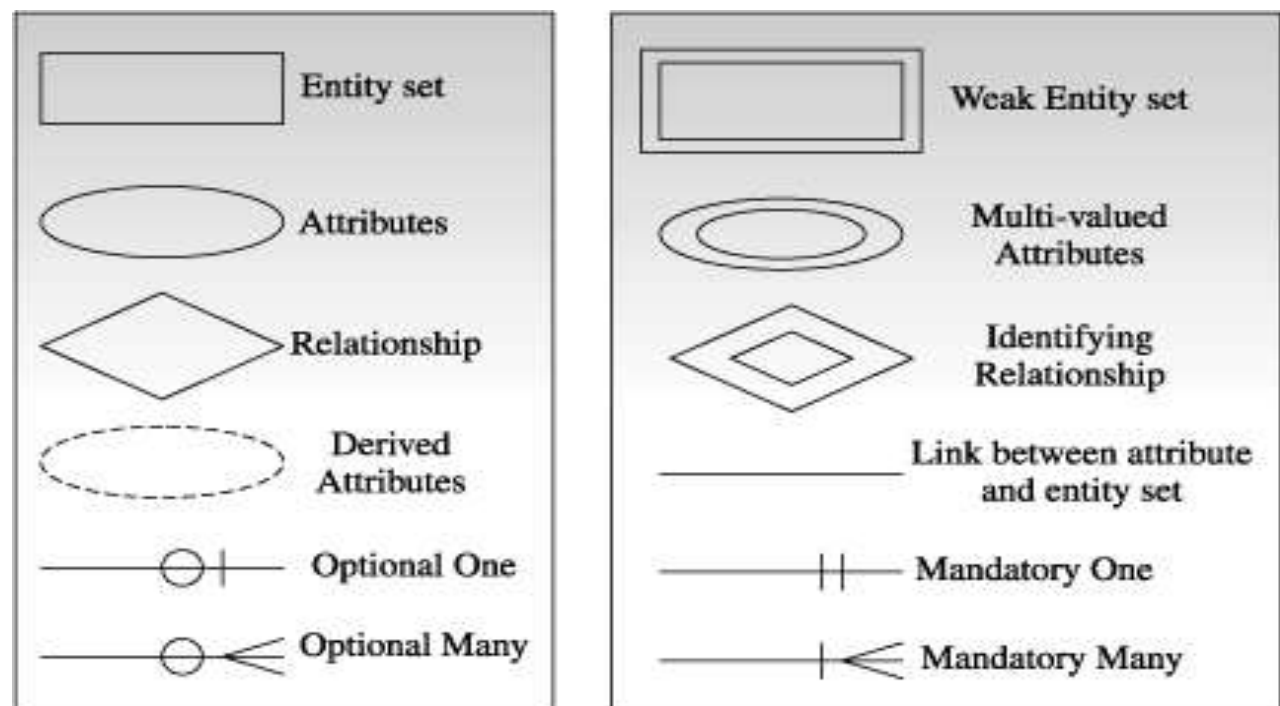 Entity set
Attributes
Relationship
Derived
Attributes
Optional One
Optional Many
Weak Entity set
Multi-valued
Attributes
Identifying
Relationship
Link between attribute
and entity set
Mandatory One
Mandatory Many